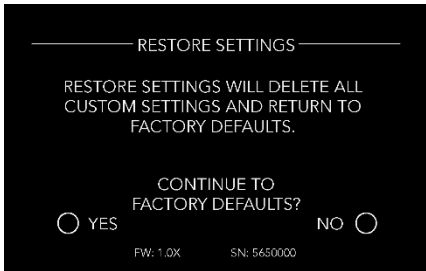 RESTORE SETTINGS
RESTORE SETTINGS WILL DELETE ALL
CUSTOM SETTINGS AND RETURN TO
FACTORY DEFAULTS.
CONTINUE TO
FACTORY DEFAULTS?
YES
NO
FW: 1.0X
SN: 5650000